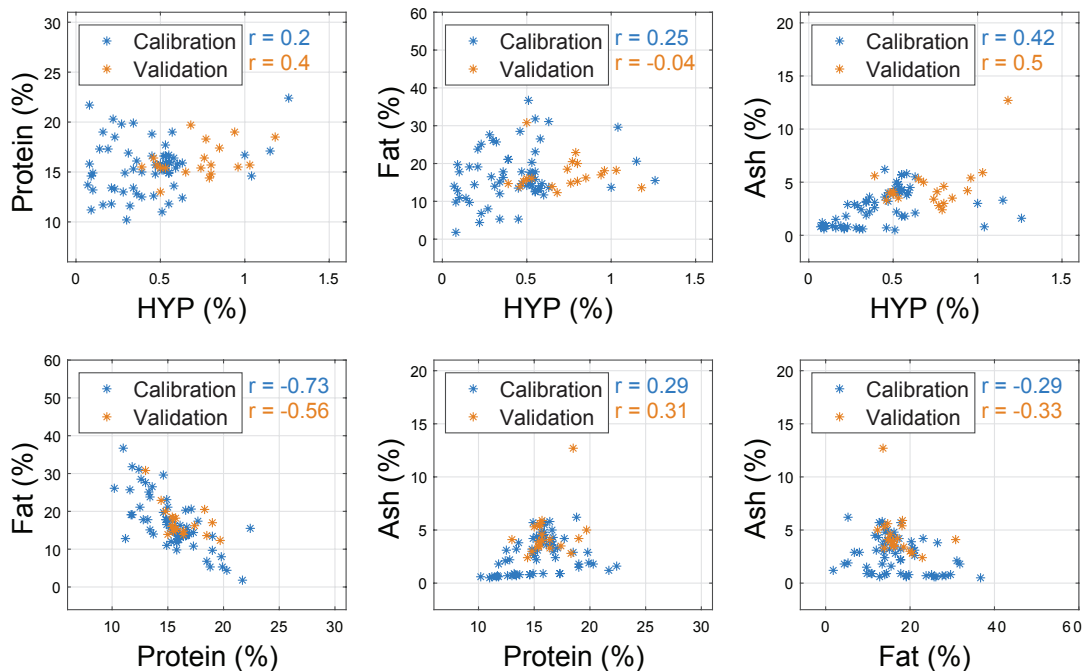 30
25
20
15
10
0
0.5
1
1.5
Protein (%)
HYP (%)
Calibration
Validation
r = 0.2
r = 0.4
60
50
40
30
20
10
0
0
0.5
1
1.5
Fat (%)
HYP (%)
Calibration
Validation
r = 0.25
r = -0.04
20
15
10
5
0
0
0.5
1
1.5
Ash (%)
HYP (%)
Calibration
Validation
r = 0.42
r = 0.5
60
50
40
30
20
10
0
10
15
20
25
30
Fat (%)
Protein (%)
Calibration
Validation
r = -0.73
r = -0.56
20
15
10
5
0
10
15
20
25
30
Ash (%)
Protein (%)
Calibration
Validation
r = 0.29
r = 0.31
20
15
10
5
0
0
20
40
60
Ash (%)
Fat (%)
Calibration
Validation
r = -0.29
r = -0.33